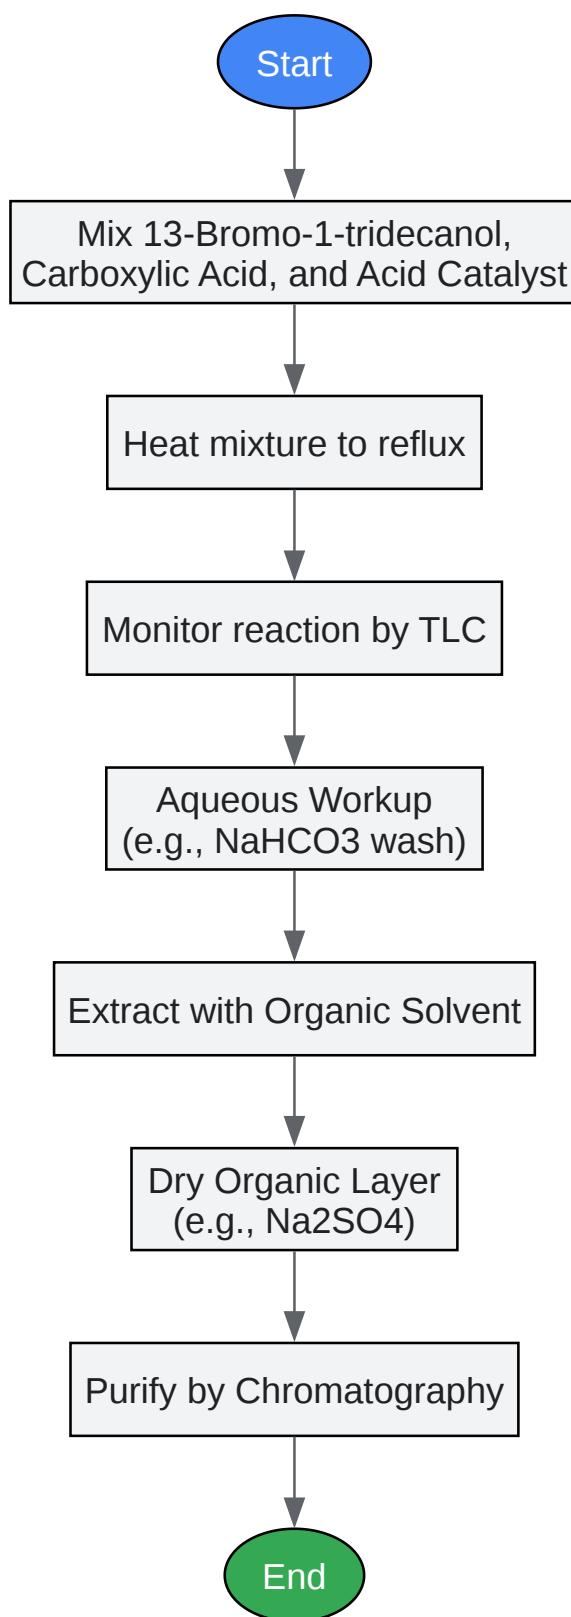 Start
Mix 13-Bromo-1-tridecanol,
Carboxylic Acid, and Acid Catalyst
Heat mixture to reflux
Monitor reaction by TLC
Aqueous Workup
(e.g., NaHCO3 wash)
Extract with Organic Solvent
Dry Organic Layer
(e.g., Na2SO4)
Purify by Chromatography
End